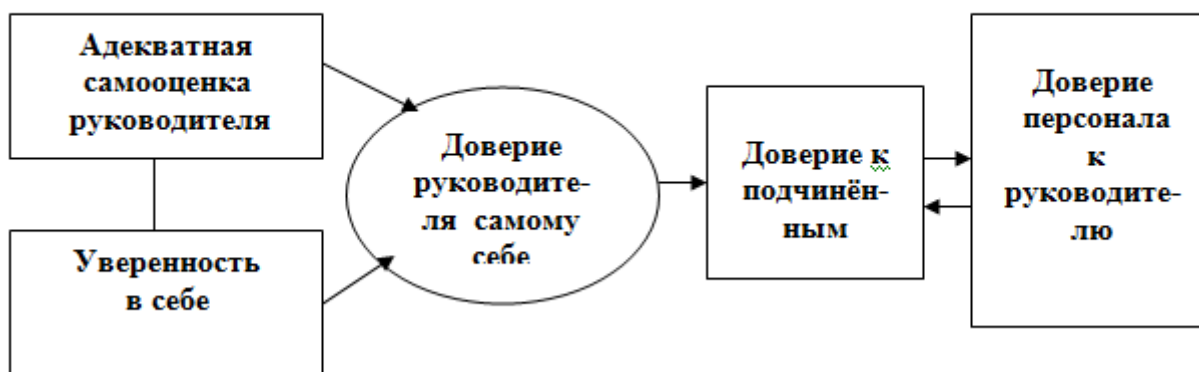 Адекватная
самооценка
руководителя
Уверенность
в себе
Доверие
руководите-
ля самому
себе
Доверие к
подчинён-
ным
Доверие
персонала
к
руководите-
лю